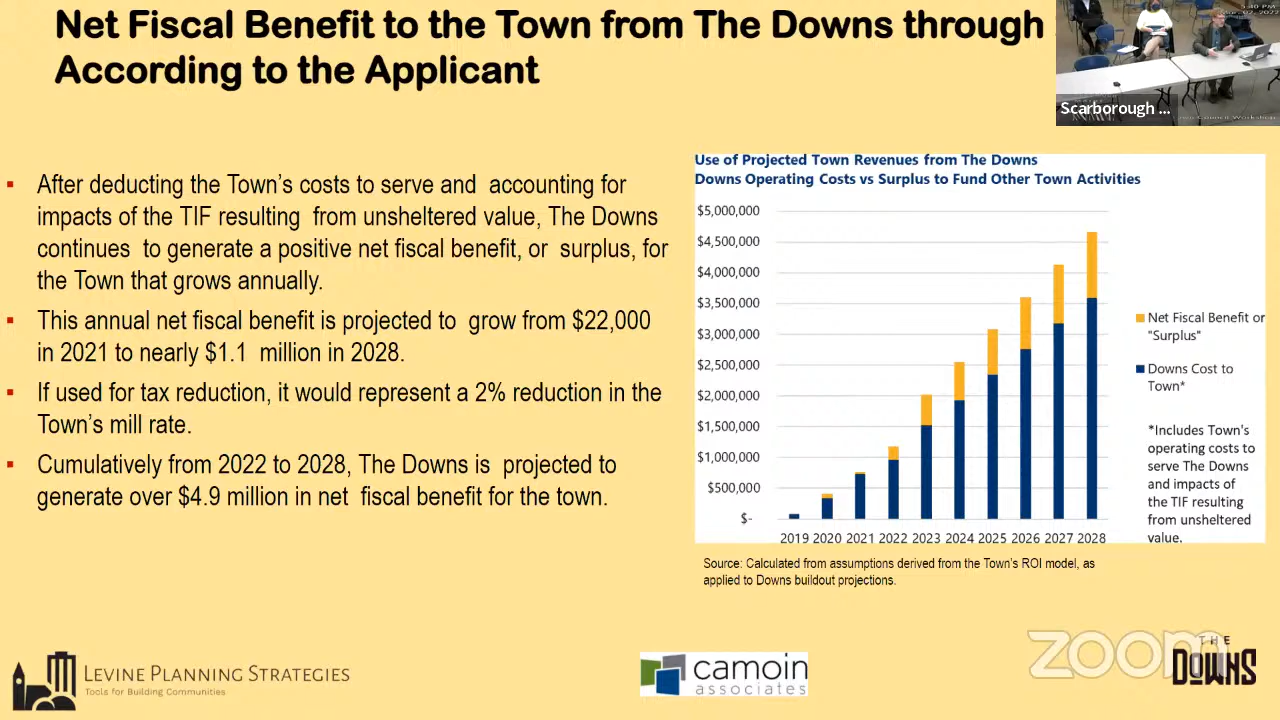 Net Fiscal Benefit to the Town from The Downs through
According to the Applicant
Scarborough ...
After deducting the Town's costs to serve and accounting for
impacts of the TIF resulting from unsheltered value, The Downs
continues to generate a positive net fiscal benefit, or surplus, for
the Town that grows annually.
This annual net fiscal benefit is projected to grow from $22,000
in 2021 to nearly $1.1 million in 2028.
If used for tax reduction, it would represent a 2% reduction in the
Town's mill rate.
Cumulatively from 2022 to 2028, The Downs is projected to
generate over $4.9 million in net fiscal benefit for the town.
Use of Projected Town Revenues from The Downs
Downs Operating Costs vs Surplus to Fund Other Town Activities
$5,000,000
$4,500,000
$4,000,000
$3,500,000
$3,000,000
$2,500,000
$2,000,000
$1,500,000
$1,000,000
$500,000
$-
2019 2020 2021 2022 2023 2024 2025 2026 2027 2028
Net Fiscal Benefit or
"Surplus"
Downs Cost to
Town*
*Includes Town's
operating costs to
serve The Downs
and impacts of
the TIF resulting
from unsheltered
value.
Source: Calculated from assumptions derived from the Town's ROI model, as
applied to Downs buildout projections.
LEVINE PLANNING STRATEGIES
Tools for Building Communities
camoin
associates
zoom
THE
DOWNS